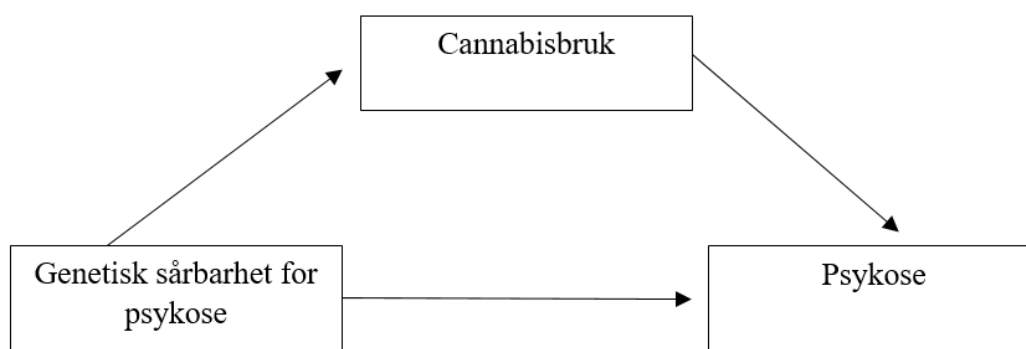 Cannabisbruk
Genetisk sårbarhet for
psykose
Psykose